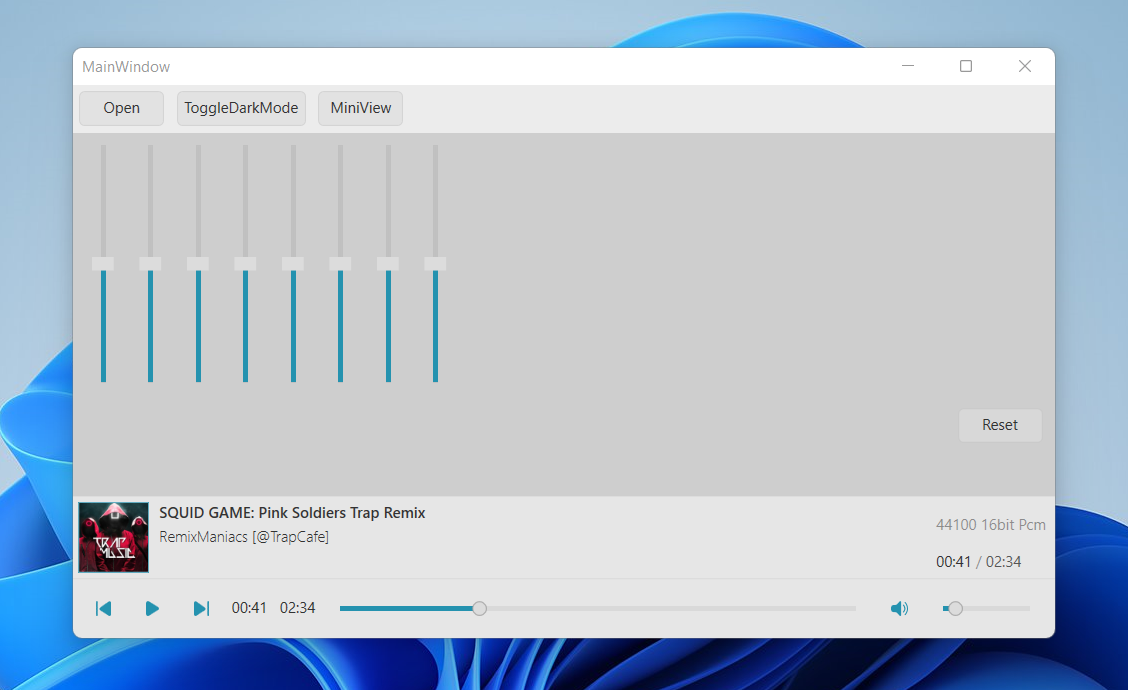 MainWindow
Open
ToggleDarkMode
MiniView
Reset
TRAP
MUSIC
SQUID GAME: Pink Soldiers Trap Remix
RemixManiacs [@TrapCafe]
44100 16bit Pcm
00:41 / 02:34
00:41
02:34